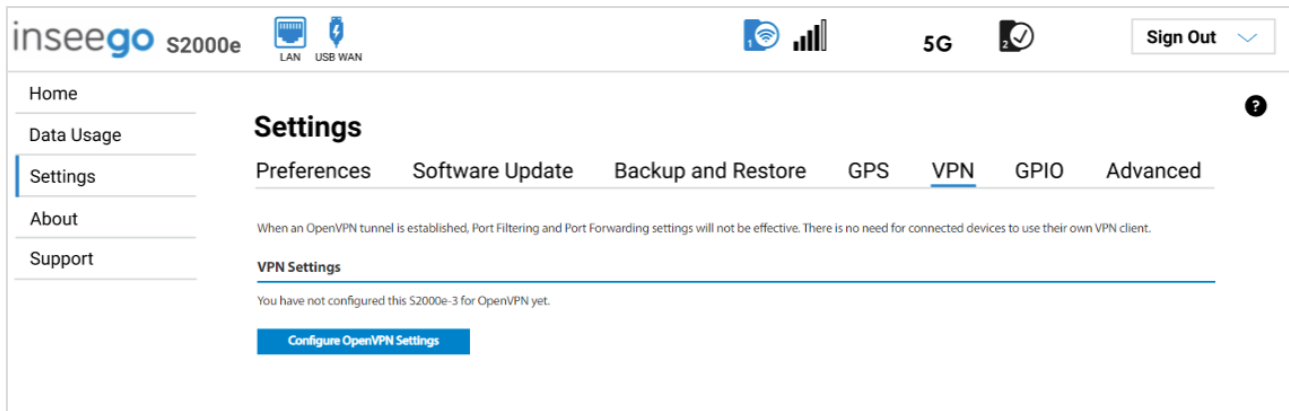 inseego S2000e
LAN USB WAN
1
5G
2
Sign Out
Home
Data Usage
Settings
About
Support
?
Settings
Preferences Software Update Backup and Restore GPS VPN GPIO Advanced
When an OpenVPN tunnel is established, Port Filtering and Port Forwarding settings will not be effective. There is no need for connected devices to use their own VPN client.
VPN Settings
You have not configured this S2000e-3 for OpenVPN yet.
Configure OpenVPN Settings